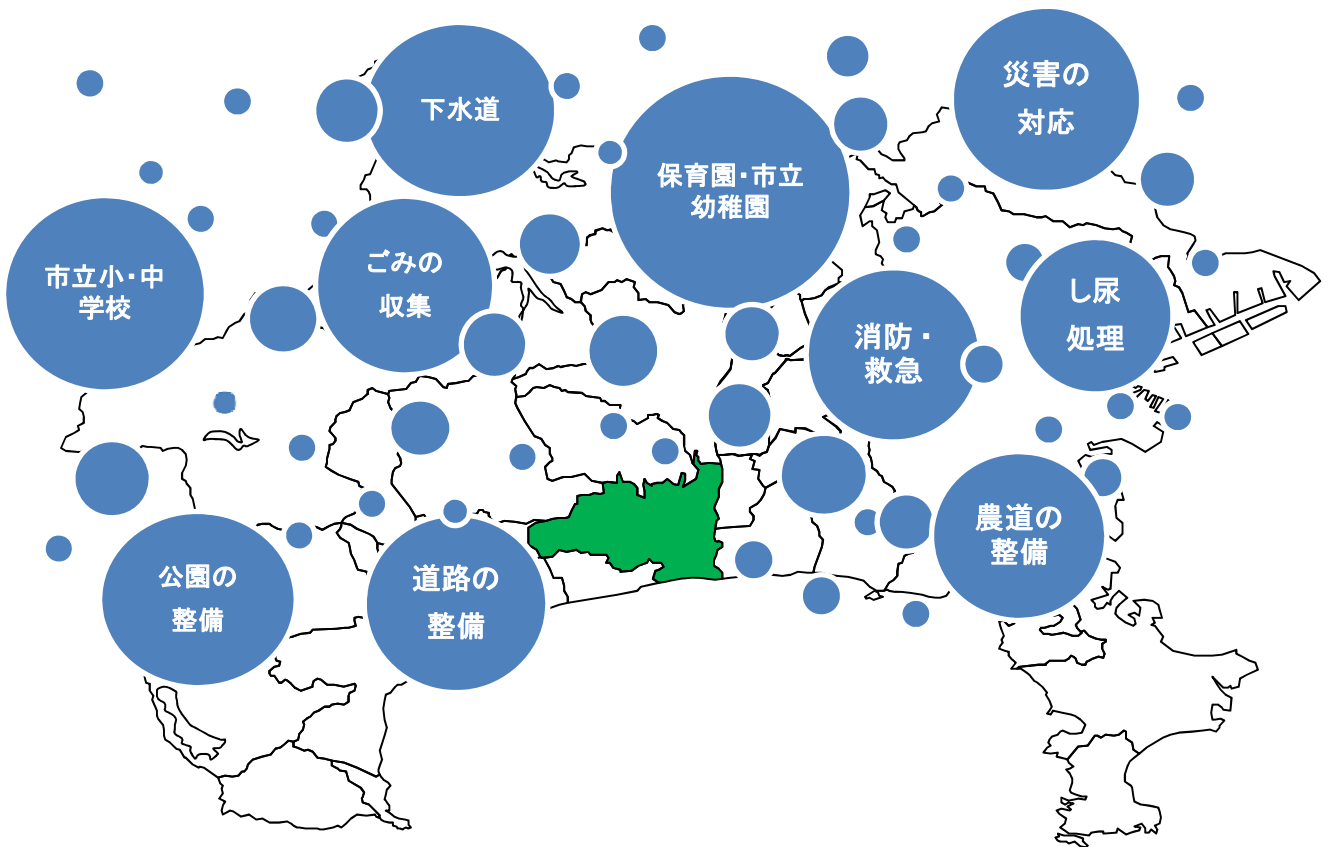 下水道
災害の
対応
保育園・市立
幼稚園
市立小・中
学校
ごみの
収集
し尿
処理
消防・
救急
農道の
整備
公園の
整備
道路の
整備